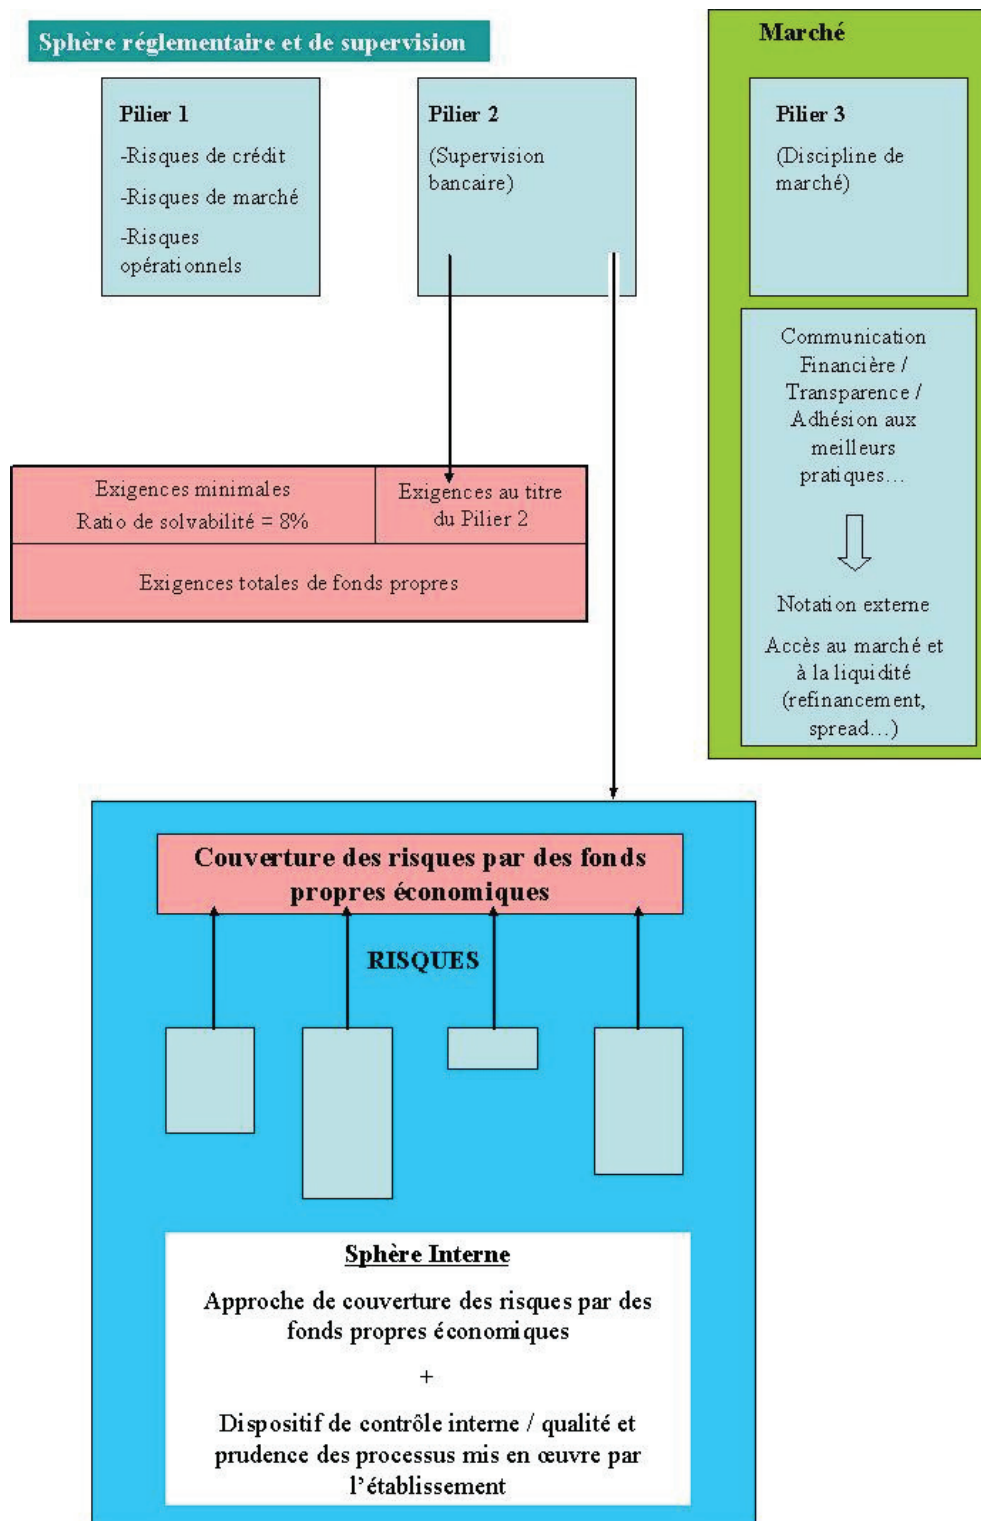 Sphère réglementaire et de supervision
Pilier 1
-Risques de crédit
-Risques de marché
-Risques
opérationnels
Pilier 2
(Supervision
bancaire)
Marché
Pilier 3
(Discipline de
marché)
Communication
Financière /
Transparence /
Adhésion aux
meilleurs
pratiques…
Notation externe
Accès au marché et
à la liquidité
(refinancement,
spread…)
Exigences minimales
Ratio de solvabilité = 8%
Exigences au titre
du Pilier 2
Exigences totales de fonds propres
Couverture des risques par des fonds
propres économiques
RISQUES
Sphère Interne
Approche de couverture des risques par des
fonds propres économiques
+
Dispositif de contrôle interne / qualité et
prudence des processus mis en œuvre par
l’établissement